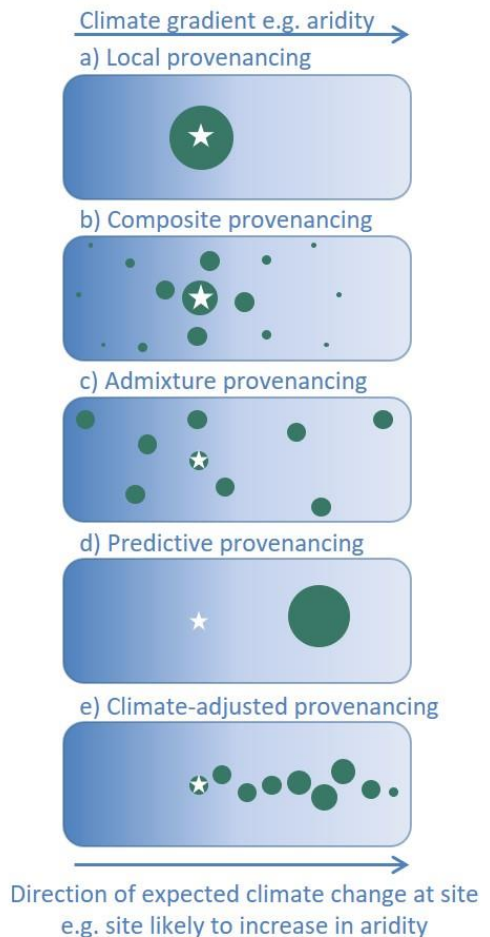 Climate gradient e.g. aridity
a) Local provenancing
b) Composite provenancing
c) Admixture provenancing
d) Predictive provenancing
e) Climate-adjusted provenancing
Direction of expected climate change at site
e.g. site likely to increase in aridity